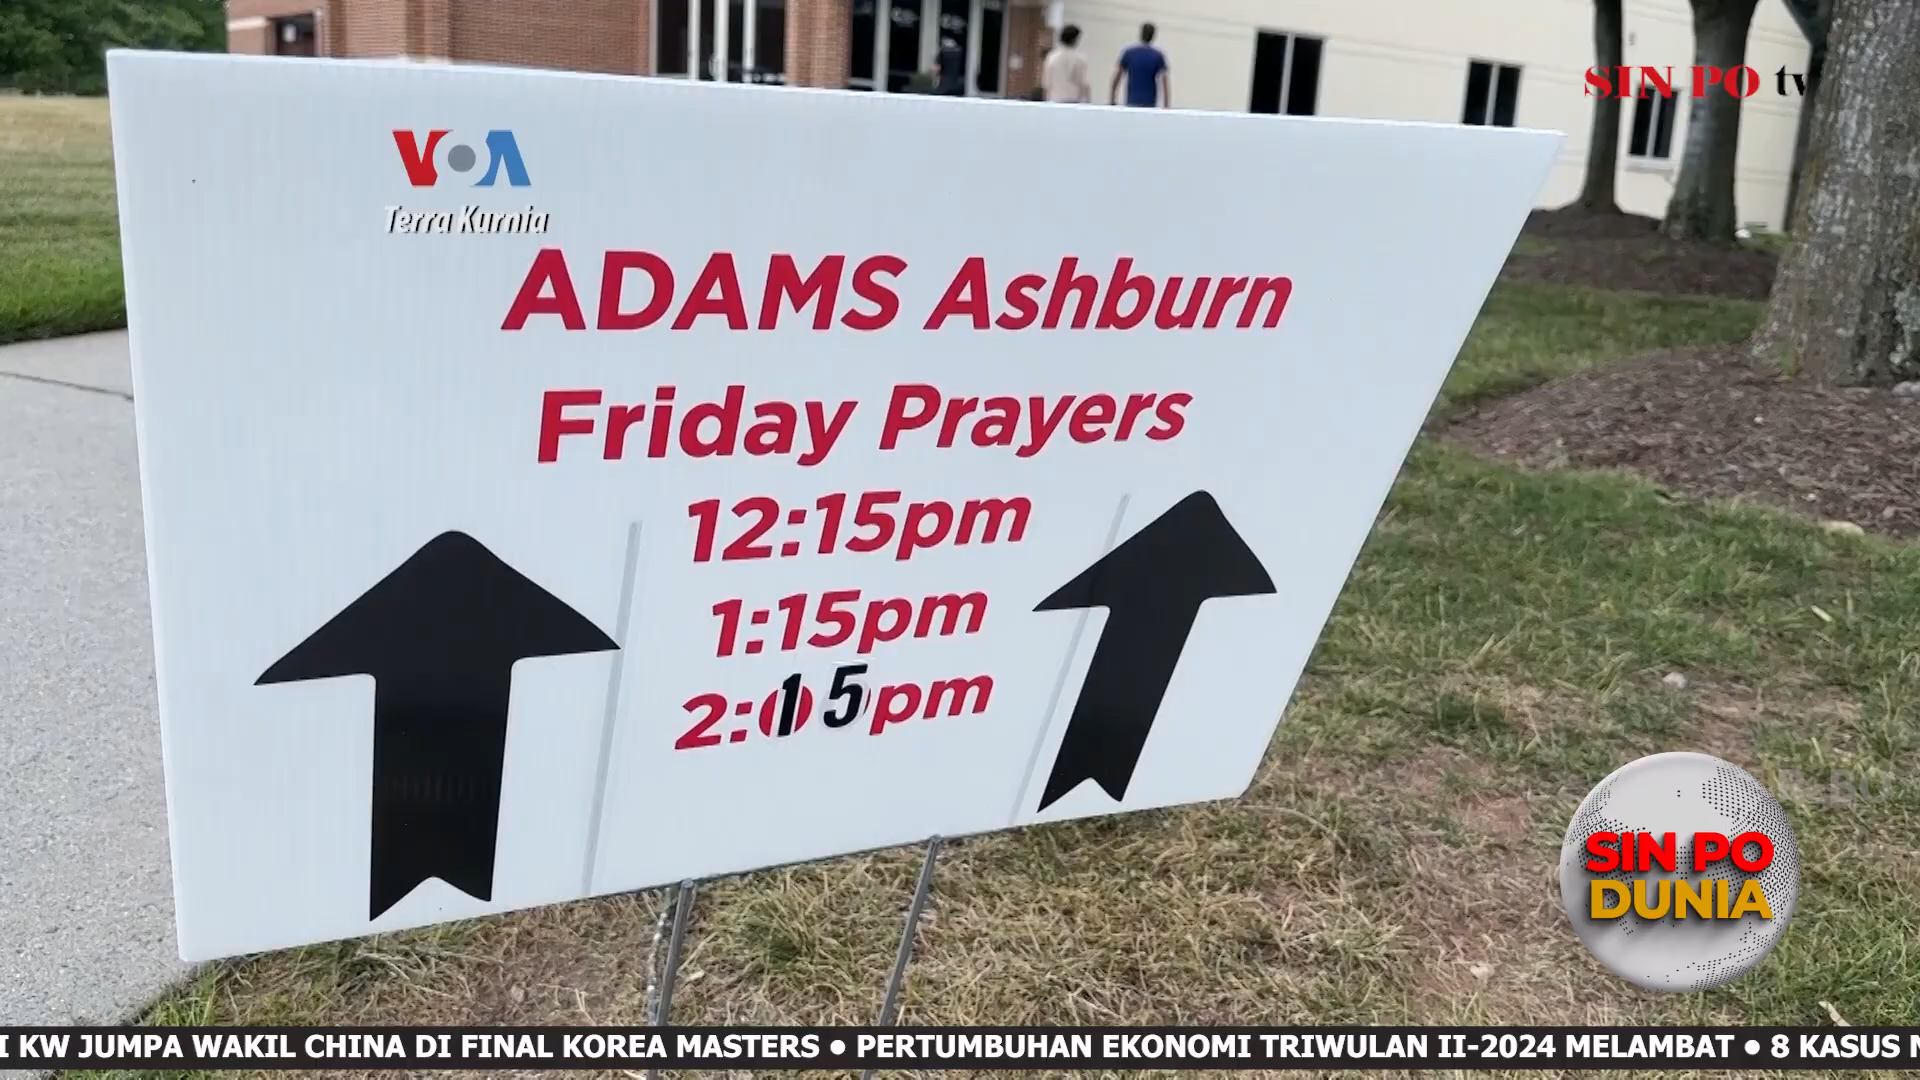 SIN PO tv
VOA
Terra Kurnia
ADAMS Ashburn
Friday Prayers
12:15pm
1:15pm
2:15pm
SIN PO
DUNIA
KW JUMPA WAKIL CHINA DI FINAL KOREA MASTERS ● PERTUMBUHAN EKONOMI TRIWULAN II-2024 MELAMBAT ● 8 KASUS